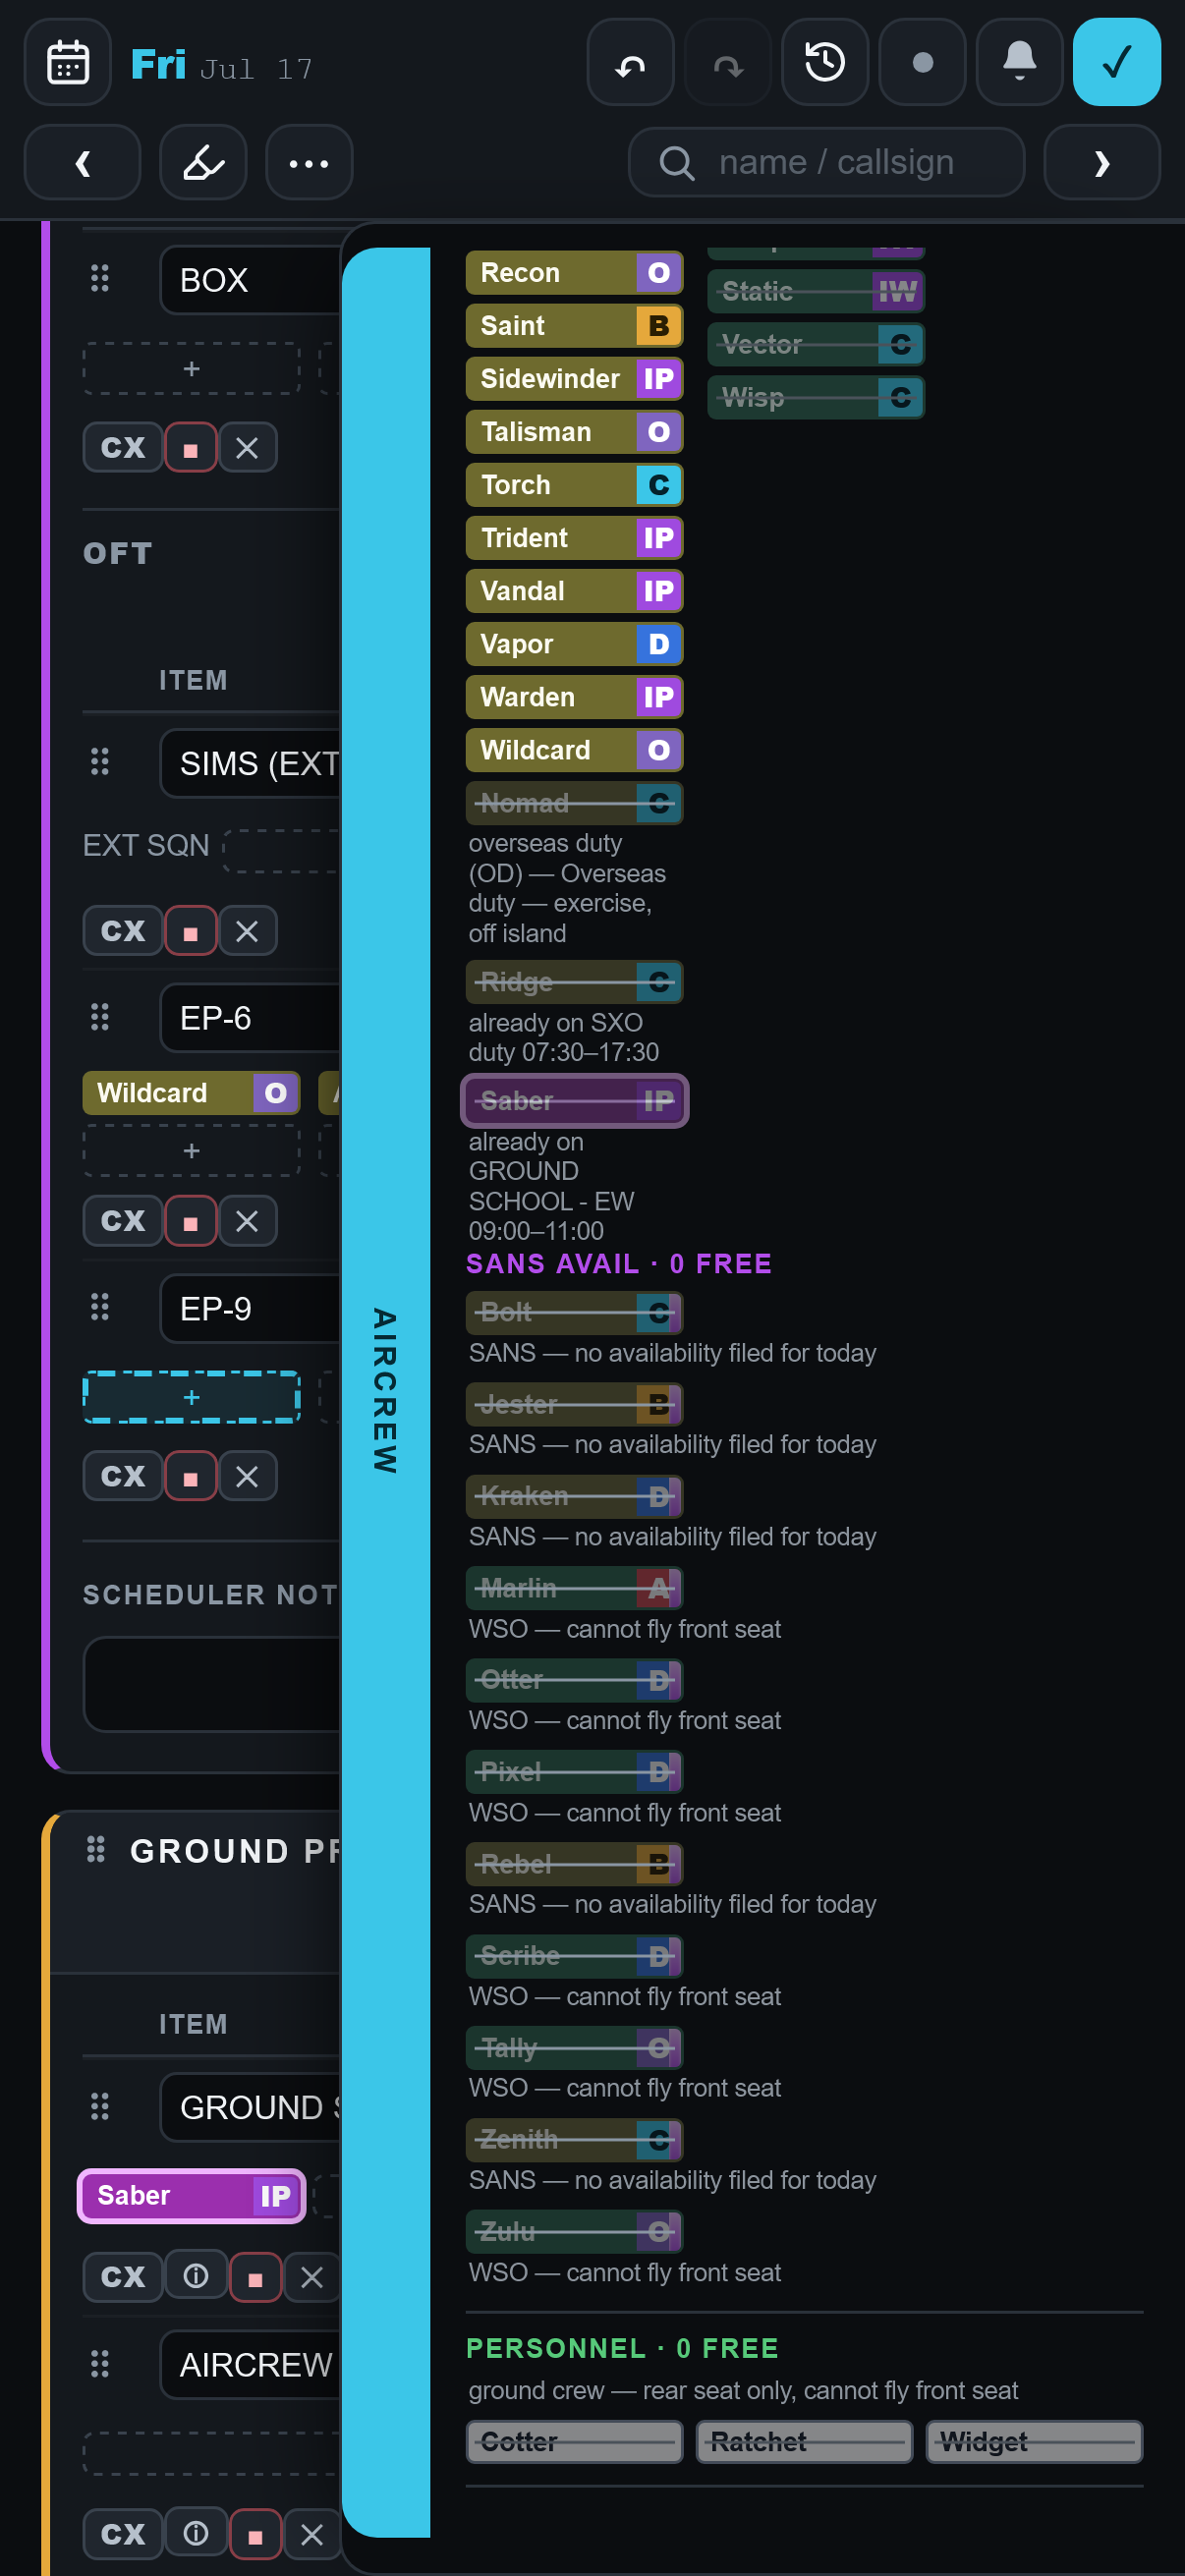 Fri Jul 17
name / callsign
BOX
+
CX
OFT
ITEM
SIMS (EXT
EXT SQN
CX
EP-6
Wildcard O
+
CX
EP-9
+
CX
SCHEDULER NOT
GROUND PR
ITEM
GROUND S
Saber IP
CX
AIRCREW
CX
AIRCREW
Recon O
Saint B
Sidewinder IP
Talisman O
Torch C
Trident IP
Vandal IP
Vapor D
Warden IP
Wildcard O
Nomad C
overseas duty
(OD) — Overseas
duty — exercise,
off island
Ridge C
already on SXO
duty 07:30–17:30
Saber IP
already on
GROUND
SCHOOL - EW
09:00–11:00
Static IW
Vector C
Wisp C
SANS AVAIL · 0 FREE
Bolt C
SANS — no availability filed for today
Jester B
SANS — no availability filed for today
Kraken D
SANS — no availability filed for today
Marlin A
WSO — cannot fly front seat
Otter D
WSO — cannot fly front seat
Pixel D
WSO — cannot fly front seat
Rebel B
SANS — no availability filed for today
Scribe D
WSO — cannot fly front seat
Tally O
WSO — cannot fly front seat
Zenith C
SANS — no availability filed for today
Zulu O
WSO — cannot fly front seat
PERSONNEL · 0 FREE
ground crew — rear seat only, cannot fly front seat
Cotter
Ratchet
Widget